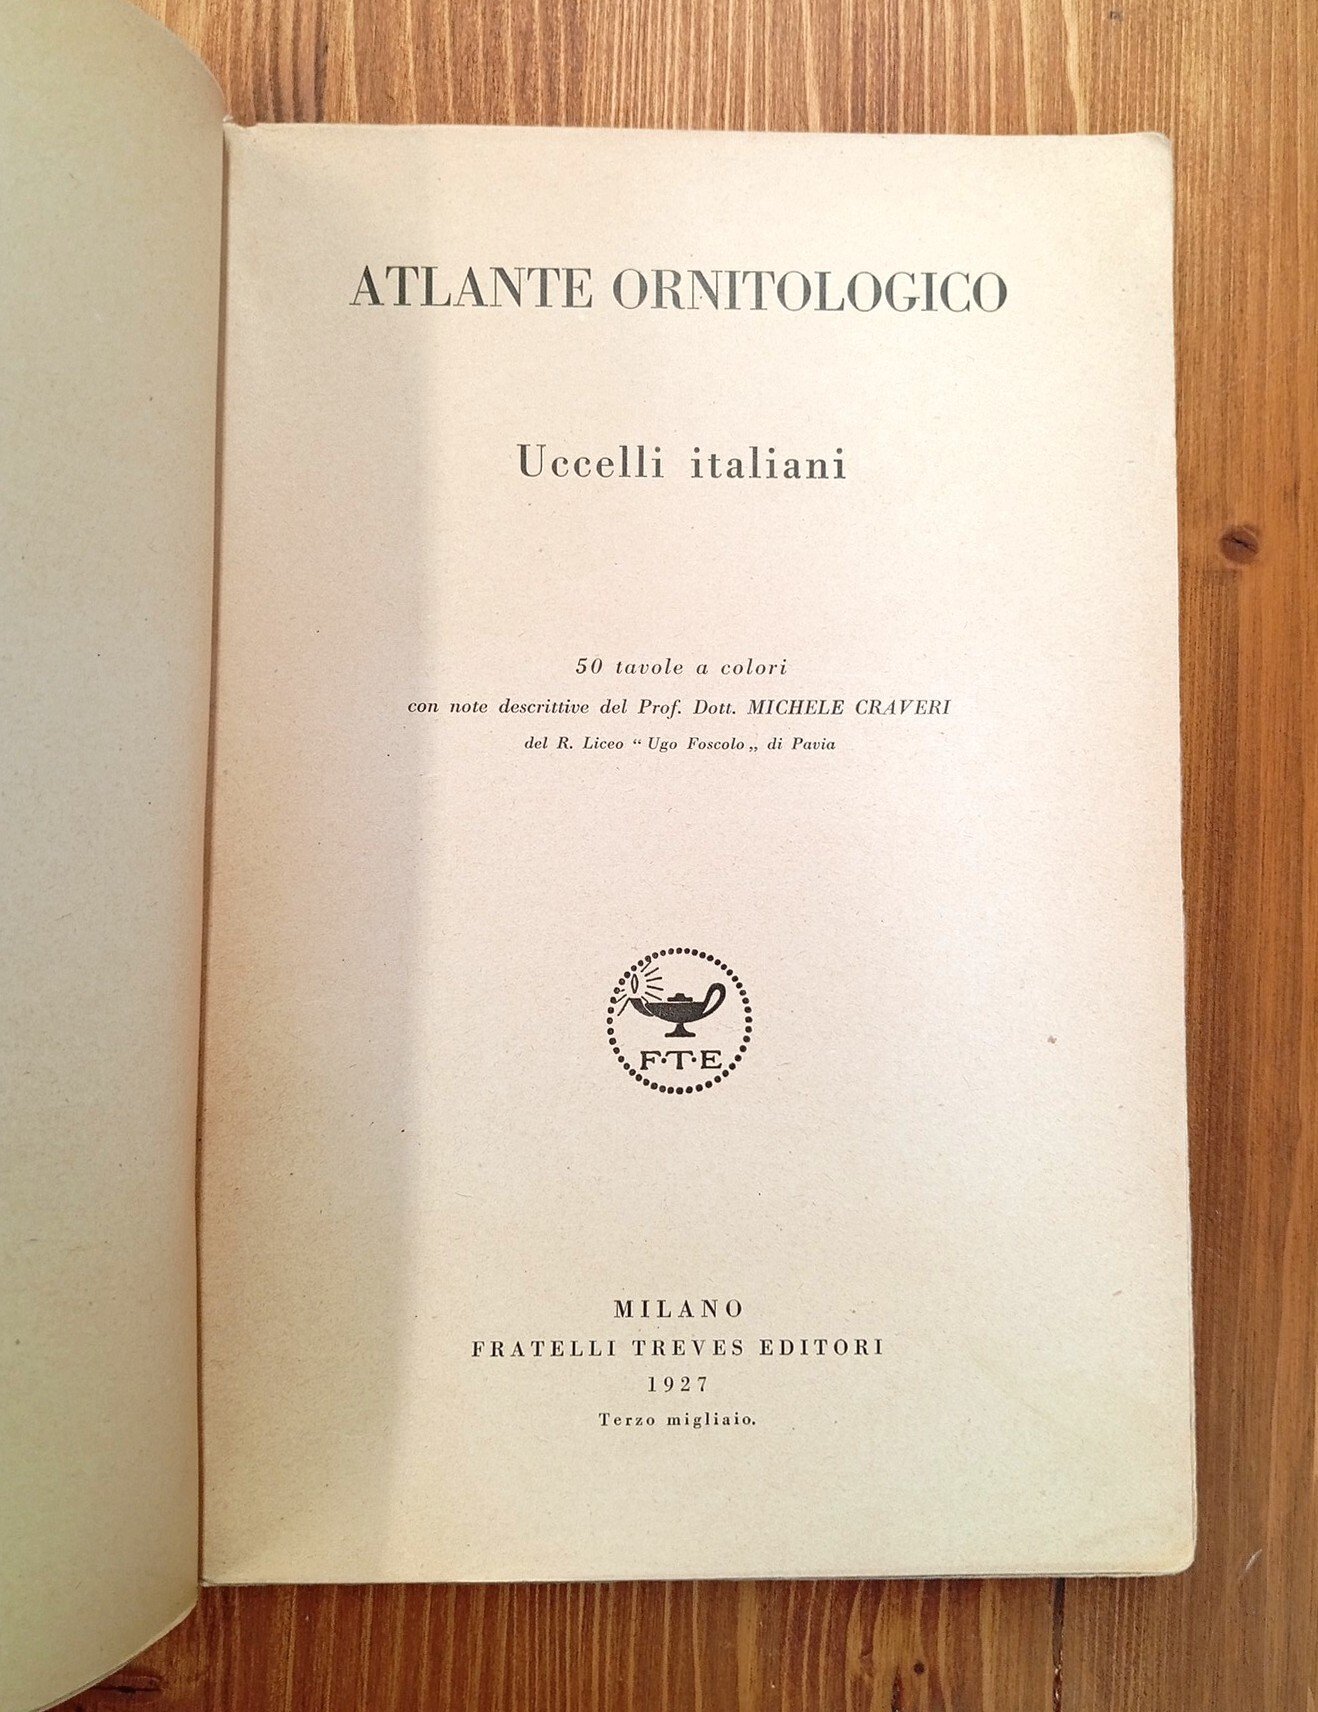 ATLANTE ORNITOLOGICO
Uccelli italiani
50 tavole a colori
con note descrittive del Prof. Dott. MICHELE CRAVERI
del R. Liceo “ Ugo Foscolo „ di Pavia
F·T·E
MILANO
FRATELLI TREVES EDITORI
1927
Terzo migliaio.